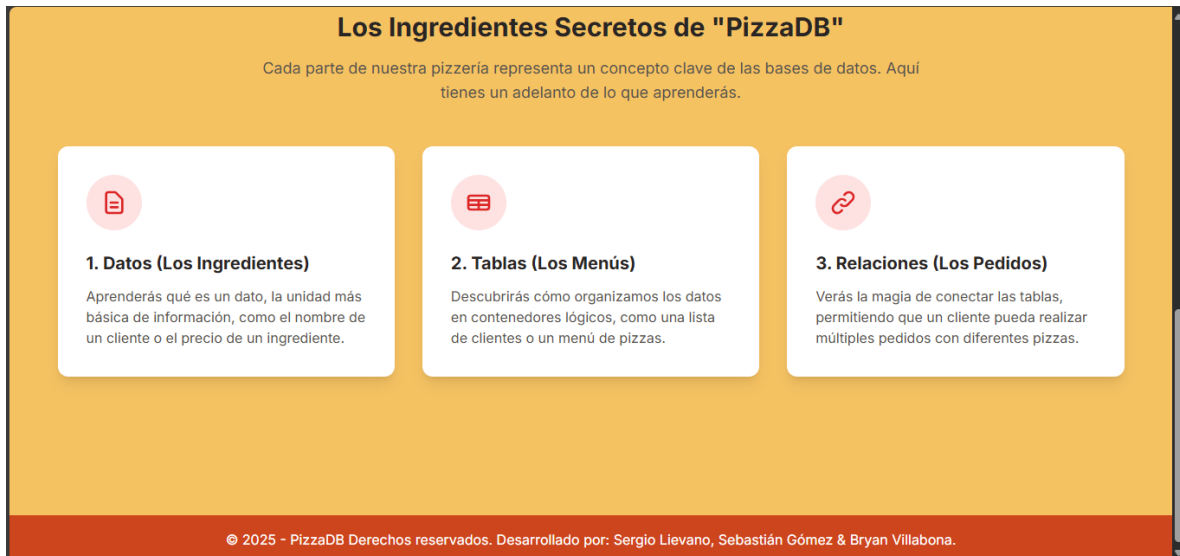 Los Ingredientes Secretos de "PizzaDB"
Cada parte de nuestra pizzería representa un concepto clave de las bases de datos. Aquí
tienes un adelanto de lo que aprenderás.
1. Datos (Los Ingredientes)
Aprenderás qué es un dato, la unidad más
básica de información, como el nombre de
un cliente o el precio de un ingrediente.
2. Tablas (Los Menús)
Descubrirás cómo organizamos los datos
en contenedores lógicos, como una lista
de clientes o un menú de pizzas.
3. Relaciones (Los Pedidos)
Verás la magia de conectar las tablas,
permitiendo que un cliente pueda realizar
múltiples pedidos con diferentes pizzas.
© 2025 - PizzaDB Derechos reservados. Desarrollado por: Sergio Lievano, Sebastián Gómez & Bryan Villabona.